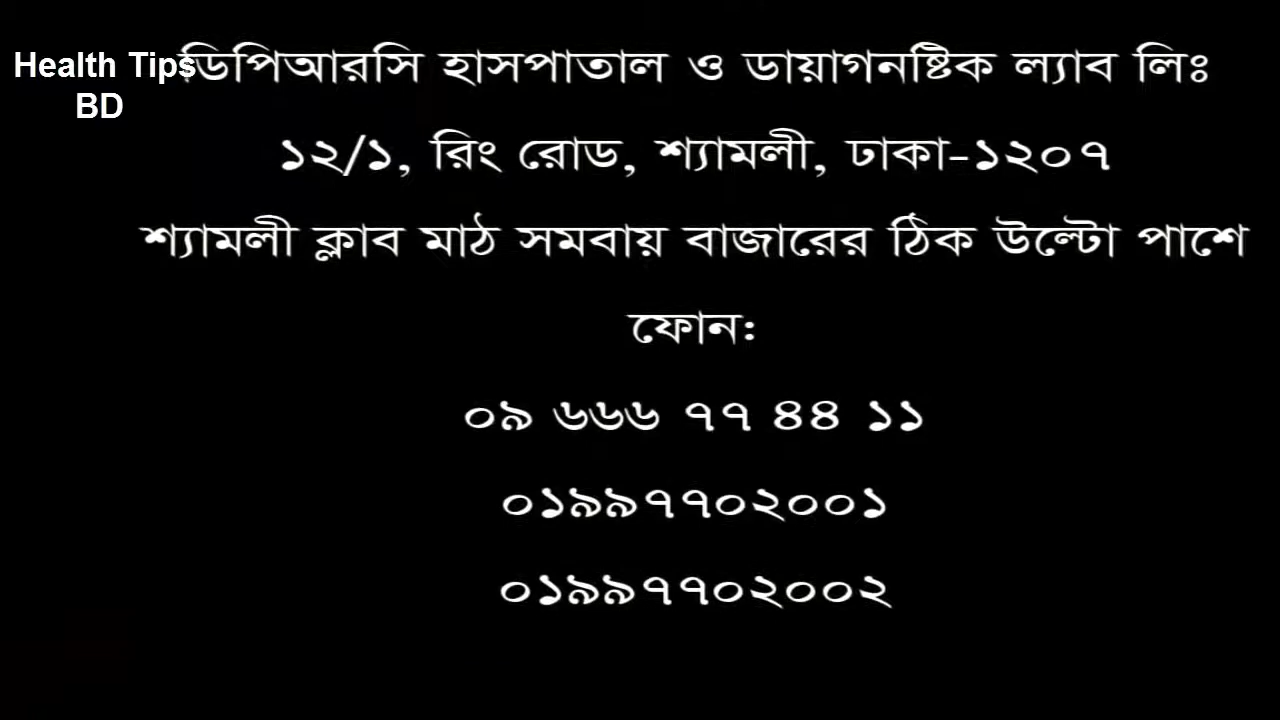 Health Tips
BD
ডিপিআরসি হাসপাতাল ও ডায়াগনষ্টিক ল্যাব লিঃ
১২/১, রিং রোড, শ্যামলী, ঢাকা-১২০৭
শ্যামলী ক্লাব মাঠ সমবায় বাজারের ঠিক উল্টো পাশে
ফোন:
০৯ ৬৬৬ ৭৭ ৪৪ ১১
০১৯৯৭৭০২০০১
০১৯৯৭৭০২০০২